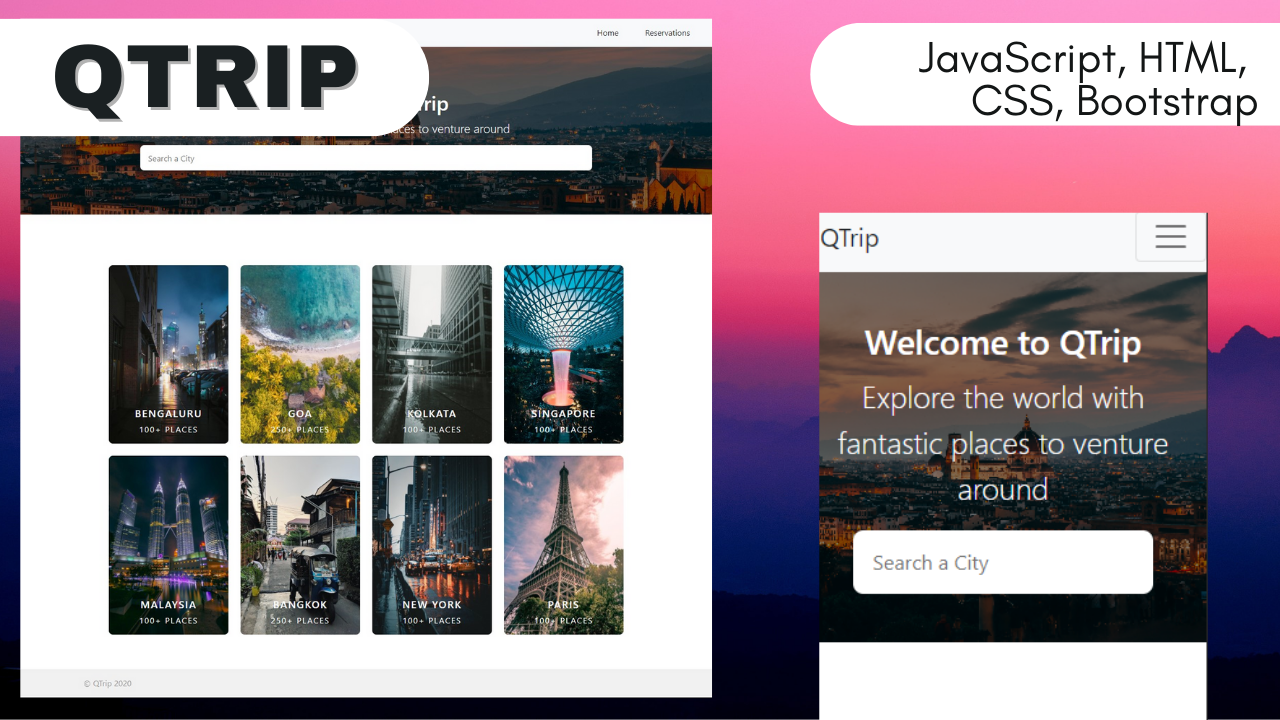 QTRIP
JavaScript, HTML,
CSS, Bootstrap
Home Reservations
rip
aces to venture around
Search a City
BENGALURU
100+ PLACES
GOA
250+ PLACES
KOLKATA
100+ PLACES
SINGAPORE
100+ PLACES
MALAYSIA
100+ PLACES
BANGKOK
250+ PLACES
NEW YORK
100+ PLACES
PARIS
100+ PLACES
© QTrip 2020
QTrip
Welcome to QTrip
Explore the world with
fantastic places to venture
around
Search a City